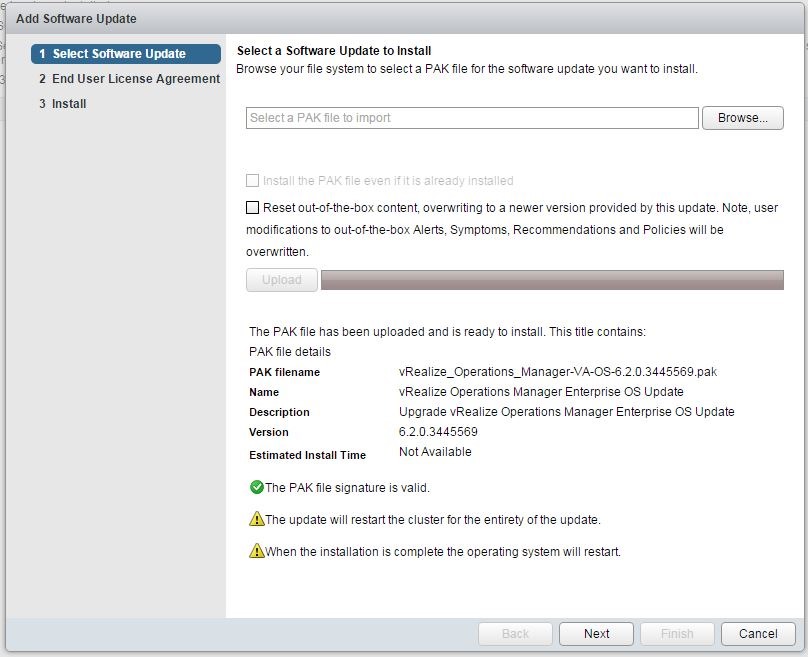 Add Software Update
1 Select Software Update
2 End User License Agreement
3 Install
Select a Software Update to Install
Browse your file system to select a PAK file for the software update you want to install.
Select a PAK file to import
Browse...
Install the PAK file even if it is already installed
Reset out-of-the-box content, overwriting to a newer version provided by this update. Note, user
modifications to out-of-the-box Alerts, Symptoms, Recommendations and Policies will be
overwritten.
Upload
The PAK file has been uploaded and is ready to install. This title contains:
PAK file details
PAK filename vRealize_Operations_Manager-VA-OS-6.2.0.3445569.pak
Name vRealize Operations Manager Enterprise OS Update
Description Upgrade vRealize Operations Manager Enterprise OS Update
Version 6.2.0.3445569
Estimated Install Time Not Available
The PAK file signature is valid.
The update will restart the cluster for the entirety of the update.
When the installation is complete the operating system will restart.
Back Next Finish Cancel